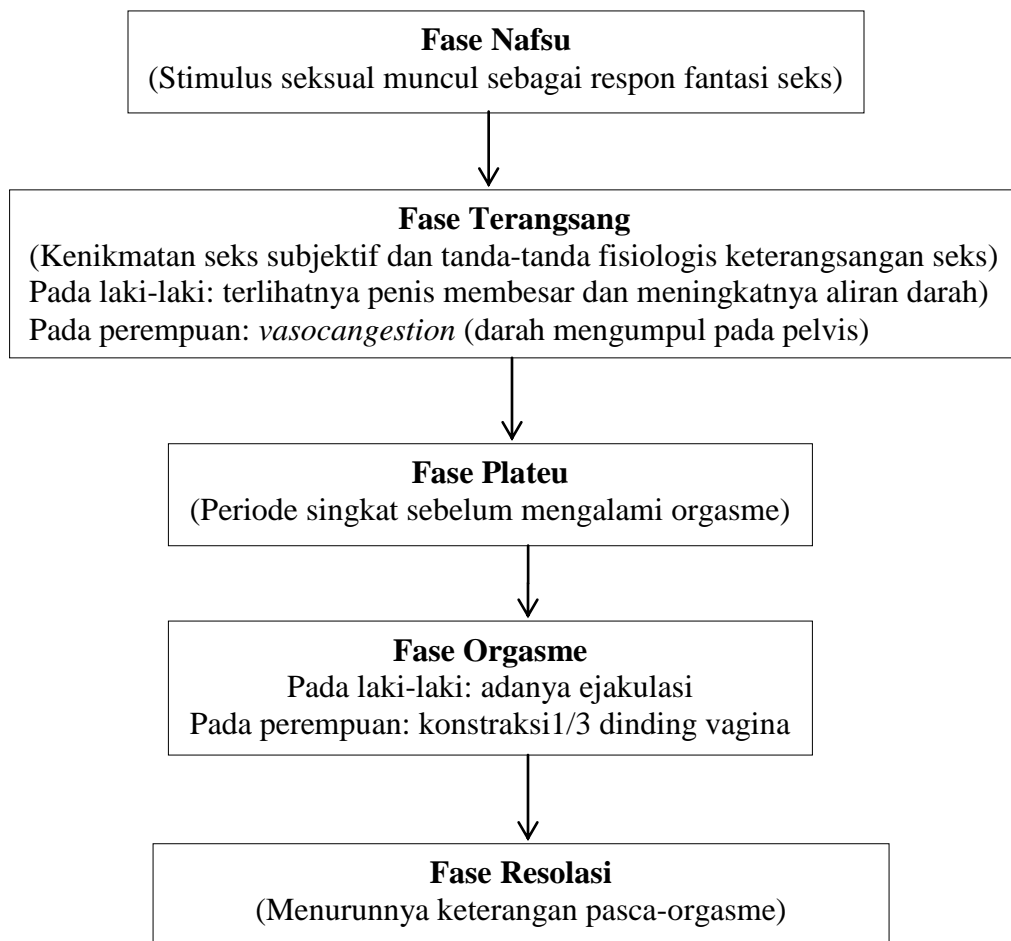 Fase Nafsu
(Stimulus seksual muncul sebagai respon fantasi seks)
Fase Terangsang
(Kenikmatan seks subjektif dan tanda-tanda fisiologis keterangsangan seks)
Pada laki-laki: terlihatnya penis membesar dan meningkatnya aliran darah)
Pada perempuan: vasocangestion (darah mengumpul pada pelvis)
Fase Plateu
(Periode singkat sebelum mengalami orgasme)
Fase Orgasme
Pada laki-laki: adanya ejakulasi
Pada perempuan: konstraksi1/3 dinding vagina
Fase Resolasi
(Menurunnya keterangan pasca-orgasme)